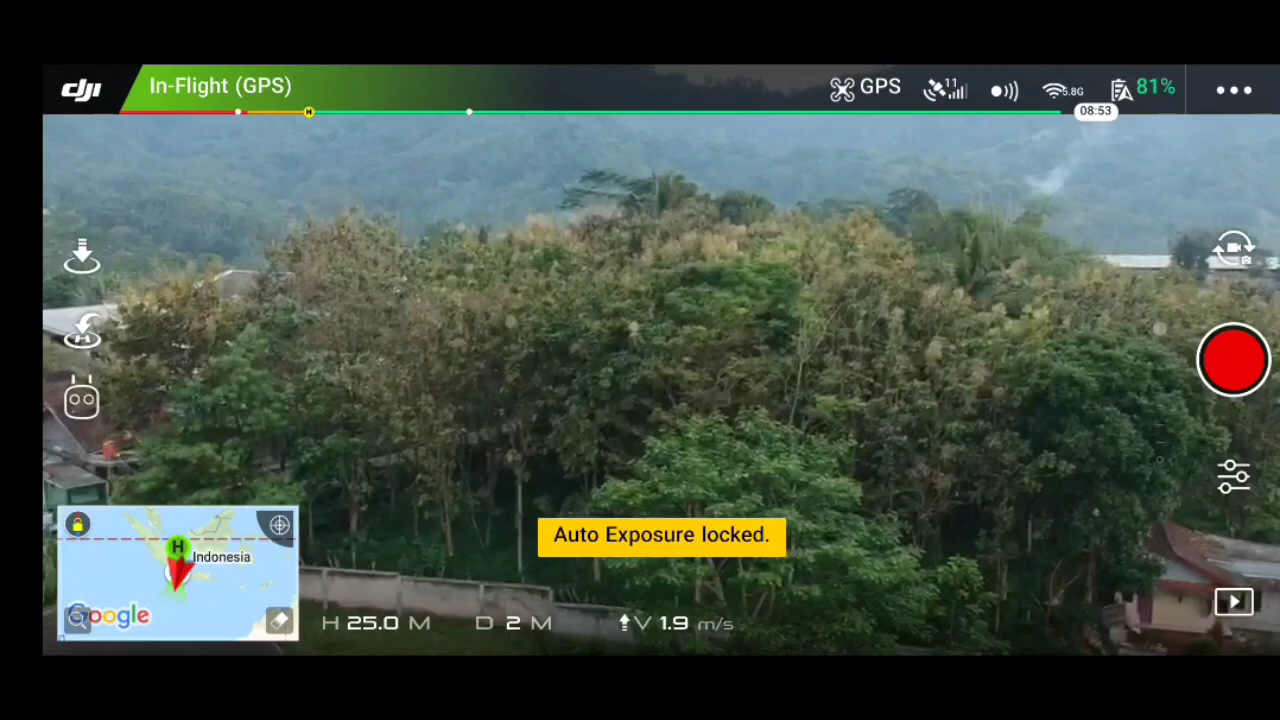 dji
In-Flight (GPS)
GPS
11
5.8G
81%
08:53
H
H
Indonesia
Google
Auto Exposure locked.
H 25.0 M
D 2 M
V 1.9 m/s